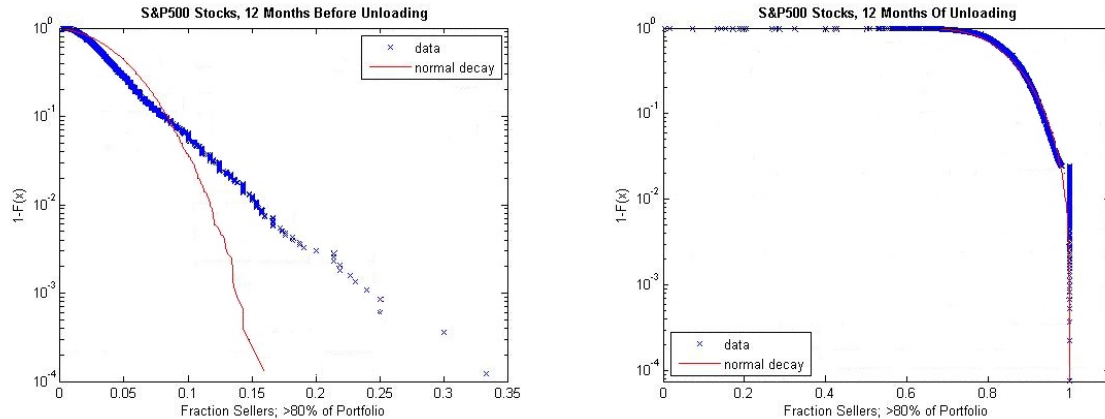 S&P500 Stocks, 12 Months Before Unloading
10^0
10^-1
10^-2
10^-3
10^-4
1-F(x)
data
normal decay
0 0.05 0.1 0.15 0.2 0.25 0.3 0.35
Fraction Sellers; >80% of Portfolio
S&P500 Stocks, 12 Months Of Unloading
10^0
10^-1
10^-2
10^-3
10^-4
1-F(x)
data
normal decay
0 0.2 0.4 0.6 0.8 1
Fraction Sellers; >80% of Portfolio